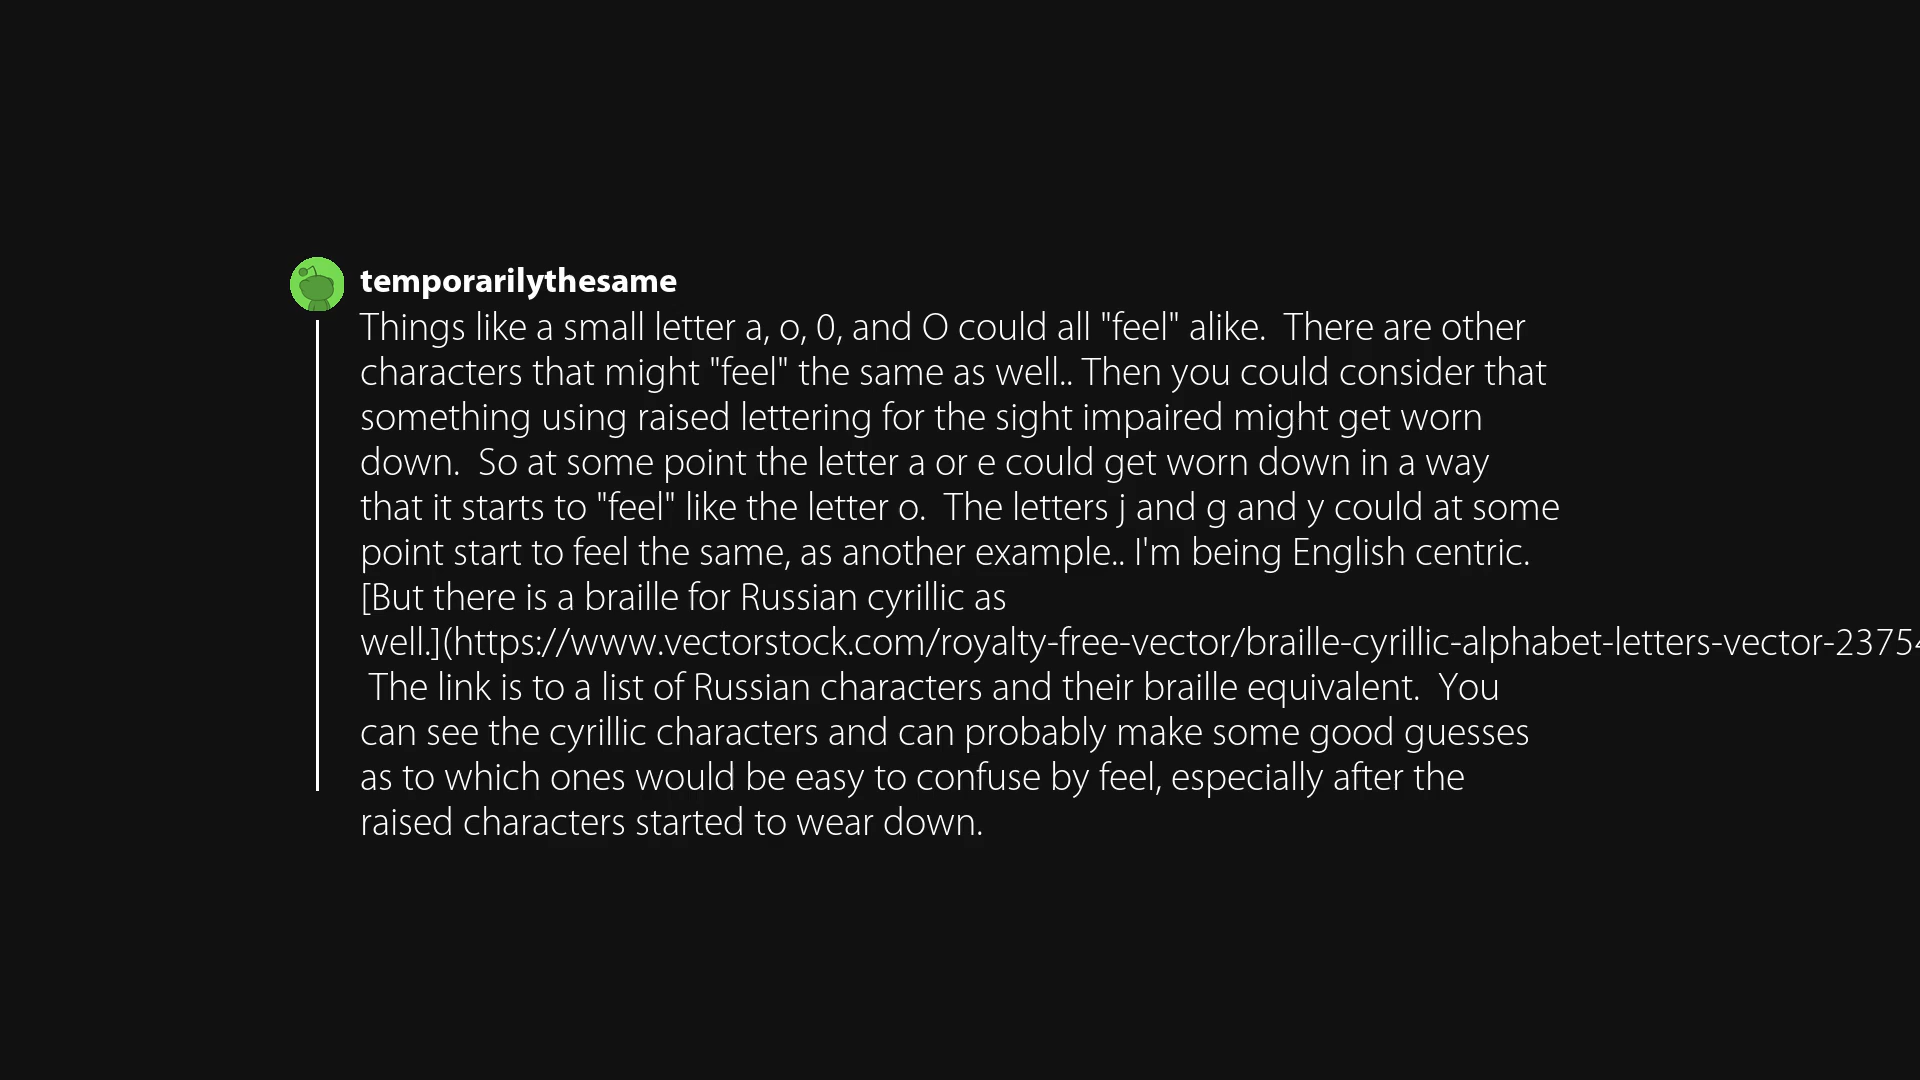 temporarilythesame
Things like a small letter a, o, 0, and O could all "feel" alike.  There are other
characters that might "feel" the same as well.. Then you could consider that
something using raised lettering for the sight impaired might get worn
down.  So at some point the letter a or e could get worn down in a way
that it starts to "feel" like the letter o.  The letters j and g and y could at some
point start to feel the same, as another example.. I'm being English centric.
[But there is a braille for Russian cyrillic as
well.](https://www.vectorstock.com/royalty-free-vector/braille-cyrillic-alphabet-letters-vector-23754
The link is to a list of Russian characters and their braille equivalent.  You
can see the cyrillic characters and can probably make some good guesses
as to which ones would be easy to confuse by feel, especially after the
raised characters started to wear down.